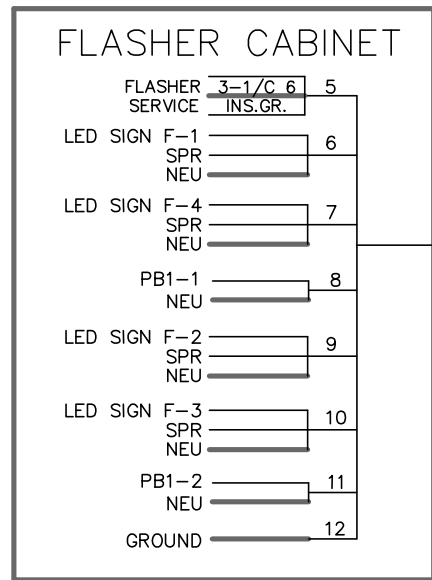 FLASHER CABINET
FLASHER 3-1/C 6 5
SERVICE INS.GR.
LED SIGN F-1
6
SPR
NEU
LED SIGN F-4
7
SPR
NEU
PB1-1 8
NEU
LED SIGN F-2
9
SPR
NEU
LED SIGN F-3
10
SPR
NEU
PB1-2 11
NEU
12
GROUND